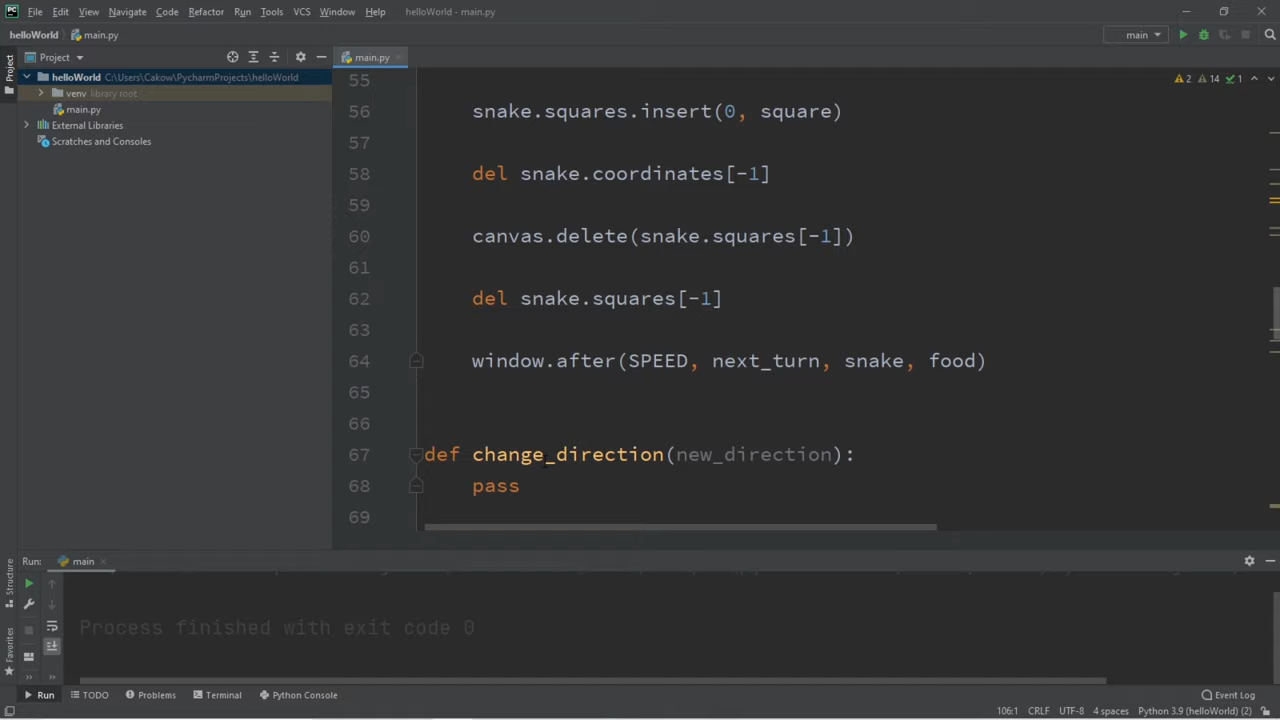 PC File Edit View Navigate Code Refactor Run Tools VCS Window Help helloWorld - main.py
helloWorld main.py main
Project main.py
Project
helloWorld C:\Users\Cakow\PycharmProjects\helloWorld
venv library root
main.py
External Libraries
Scratches and Consoles
2 14 1
55
56 snake.squares.insert(0, square)
57
58 del snake.coordinates[-1]
59
60 canvas.delete(snake.squares[-1])
61
62 del snake.squares[-1]
63
64 window.after(SPEED, next_turn, snake, food)
65
66
67 def change_direction(new_direction):
68 pass
69
Run: main
Structure
Favorites
Process finished with exit code 0
Run TODO Problems Terminal Python Console Event Log
106:1 CRLF UTF-8 4 spaces Python 3.9 (helloWorld) (2)